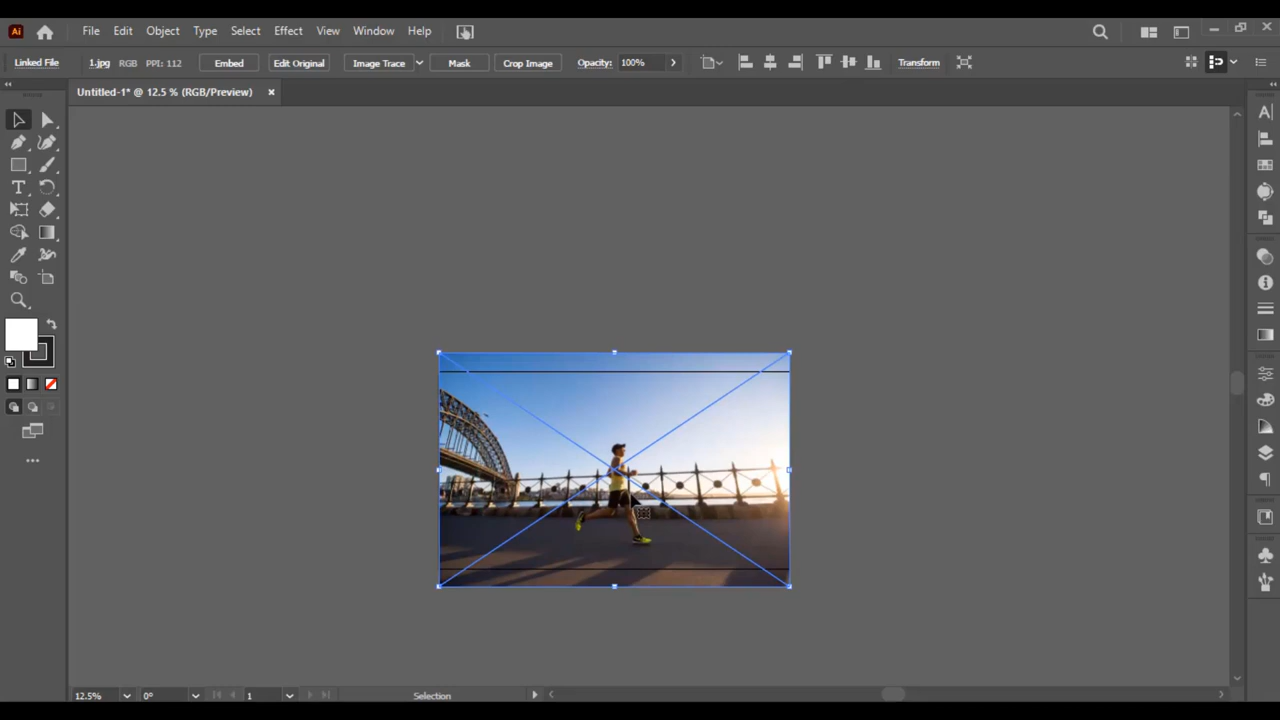 Ai File Edit Object Type Select Effect View Window Help
Linked File 1.jpg RGB PPI: 112 Embed Edit Original Image Trace Mask Crop Image Opacity: 100% Transform
Untitled-1* @ 12.5 % (RGB/Preview)
12.5% 0° 1 Selection